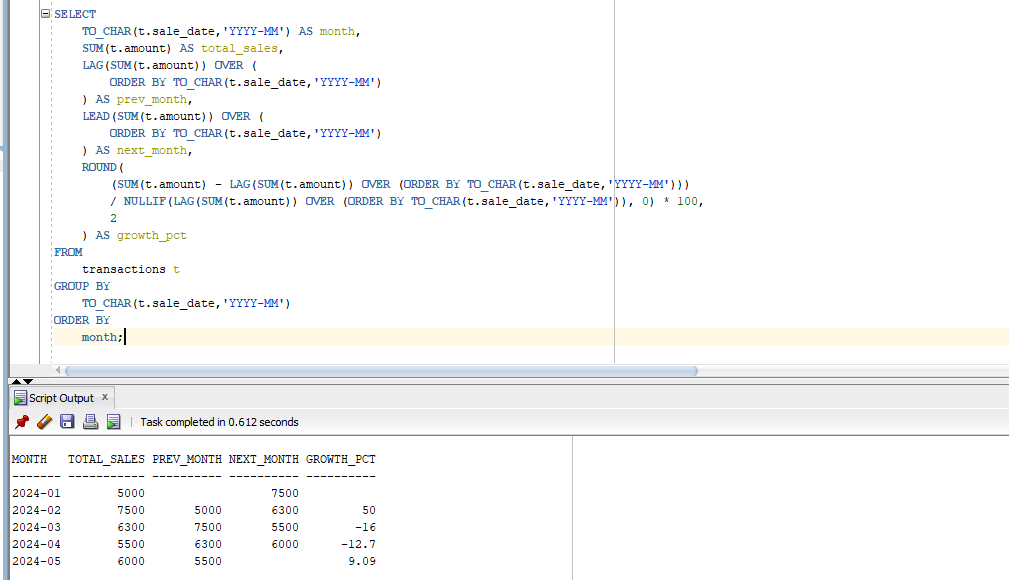 SELECT
TO_CHAR(t.sale_date,'YYYY-MM') AS month,
SUM(t.amount) AS total_sales,
LAG(SUM(t.amount)) OVER (
ORDER BY TO_CHAR(t.sale_date,'YYYY-MM')
) AS prev_month,
LEAD(SUM(t.amount)) OVER (
ORDER BY TO_CHAR(t.sale_date,'YYYY-MM')
) AS next_month,
ROUND(
(SUM(t.amount) - LAG(SUM(t.amount)) OVER (ORDER BY TO_CHAR(t.sale_date,'YYYY-MM')))
/ NULLIF(LAG(SUM(t.amount)) OVER (ORDER BY TO_CHAR(t.sale_date,'YYYY-MM')), 0) * 100,
2
) AS growth_pct
FROM
transactions t
GROUP BY
TO_CHAR(t.sale_date,'YYYY-MM')
ORDER BY
month;
Script Output x
Task completed in 0.612 seconds
MONTH TOTAL_SALES PREV_MONTH NEXT_MONTH GROWTH_PCT
------- ----------- ---------- ---------- ----------
2024-01 5000 7500
2024-02 7500 5000 6300 50
2024-03 6300 7500 5500 -16
2024-04 5500 6300 6000 -12.7
2024-05 6000 5500 9.09